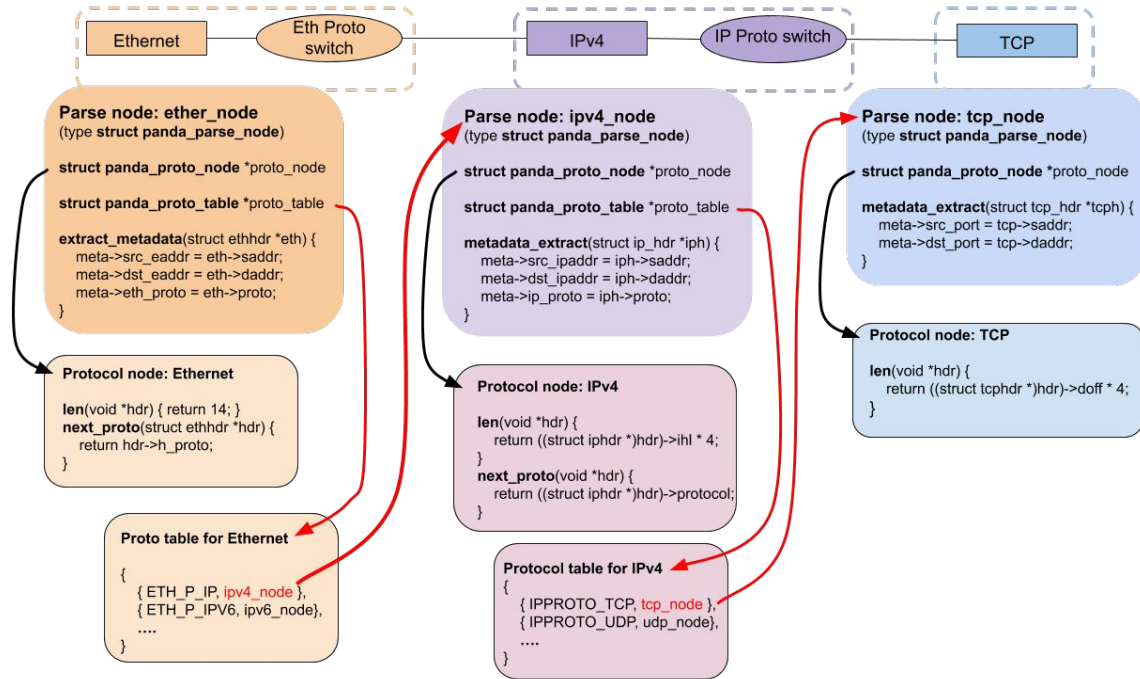 Ethernet
Eth Proto
switch
IPv4
IP Proto switch
TCP
Parse node: ether_node
(type struct panda_parse_node)
struct panda_proto_node *proto_node
struct panda_proto_table *proto_table
extract_metadata(struct ethhdr *eth) {
meta->src_eaddr = eth->saddr;
meta->dst_eaddr = eth->daddr;
meta->eth_proto = eth->proto;
}
Protocol node: Ethernet
len(void *hdr) { return 14; }
next_proto(struct ethhdr *hdr) {
return hdr->h_proto;
}
Proto table for Ethernet
{
{ ETH_P_IP, ipv4_node },
{ ETH_P_IPV6, ipv6_node},
....
}
Parse node: ipv4_node
(type struct panda_parse_node)
struct panda_proto_node *proto_node
struct panda_proto_table *proto_table
metadata_extract(struct ip_hdr *iph) {
meta->src_ipaddr = iph->saddr;
meta->dst_ipaddr = iph->daddr;
meta->ip_proto = iph->proto;
}
Protocol node: IPv4
len(void *hdr) {
return ((struct iphdr *)hdr)->ihl * 4;
}
next_proto(void *hdr) {
return ((struct iphdr *)hdr)->protocol;
}
Protocol table for IPv4
{
{ IPPROTO_TCP, tcp_node },
{ IPPROTO_UDP, udp_node},
....
}
Parse node: tcp_node
(type struct panda_parse_node)
struct panda_proto_node *proto_node
metadata_extract(struct tcp_hdr *tcph) {
meta->src_port = tcp->saddr;
meta->dst_port = tcp->daddr;
}
Protocol node: TCP
len(void *hdr) {
return ((struct tcphdr *)hdr)->doff * 4;
}